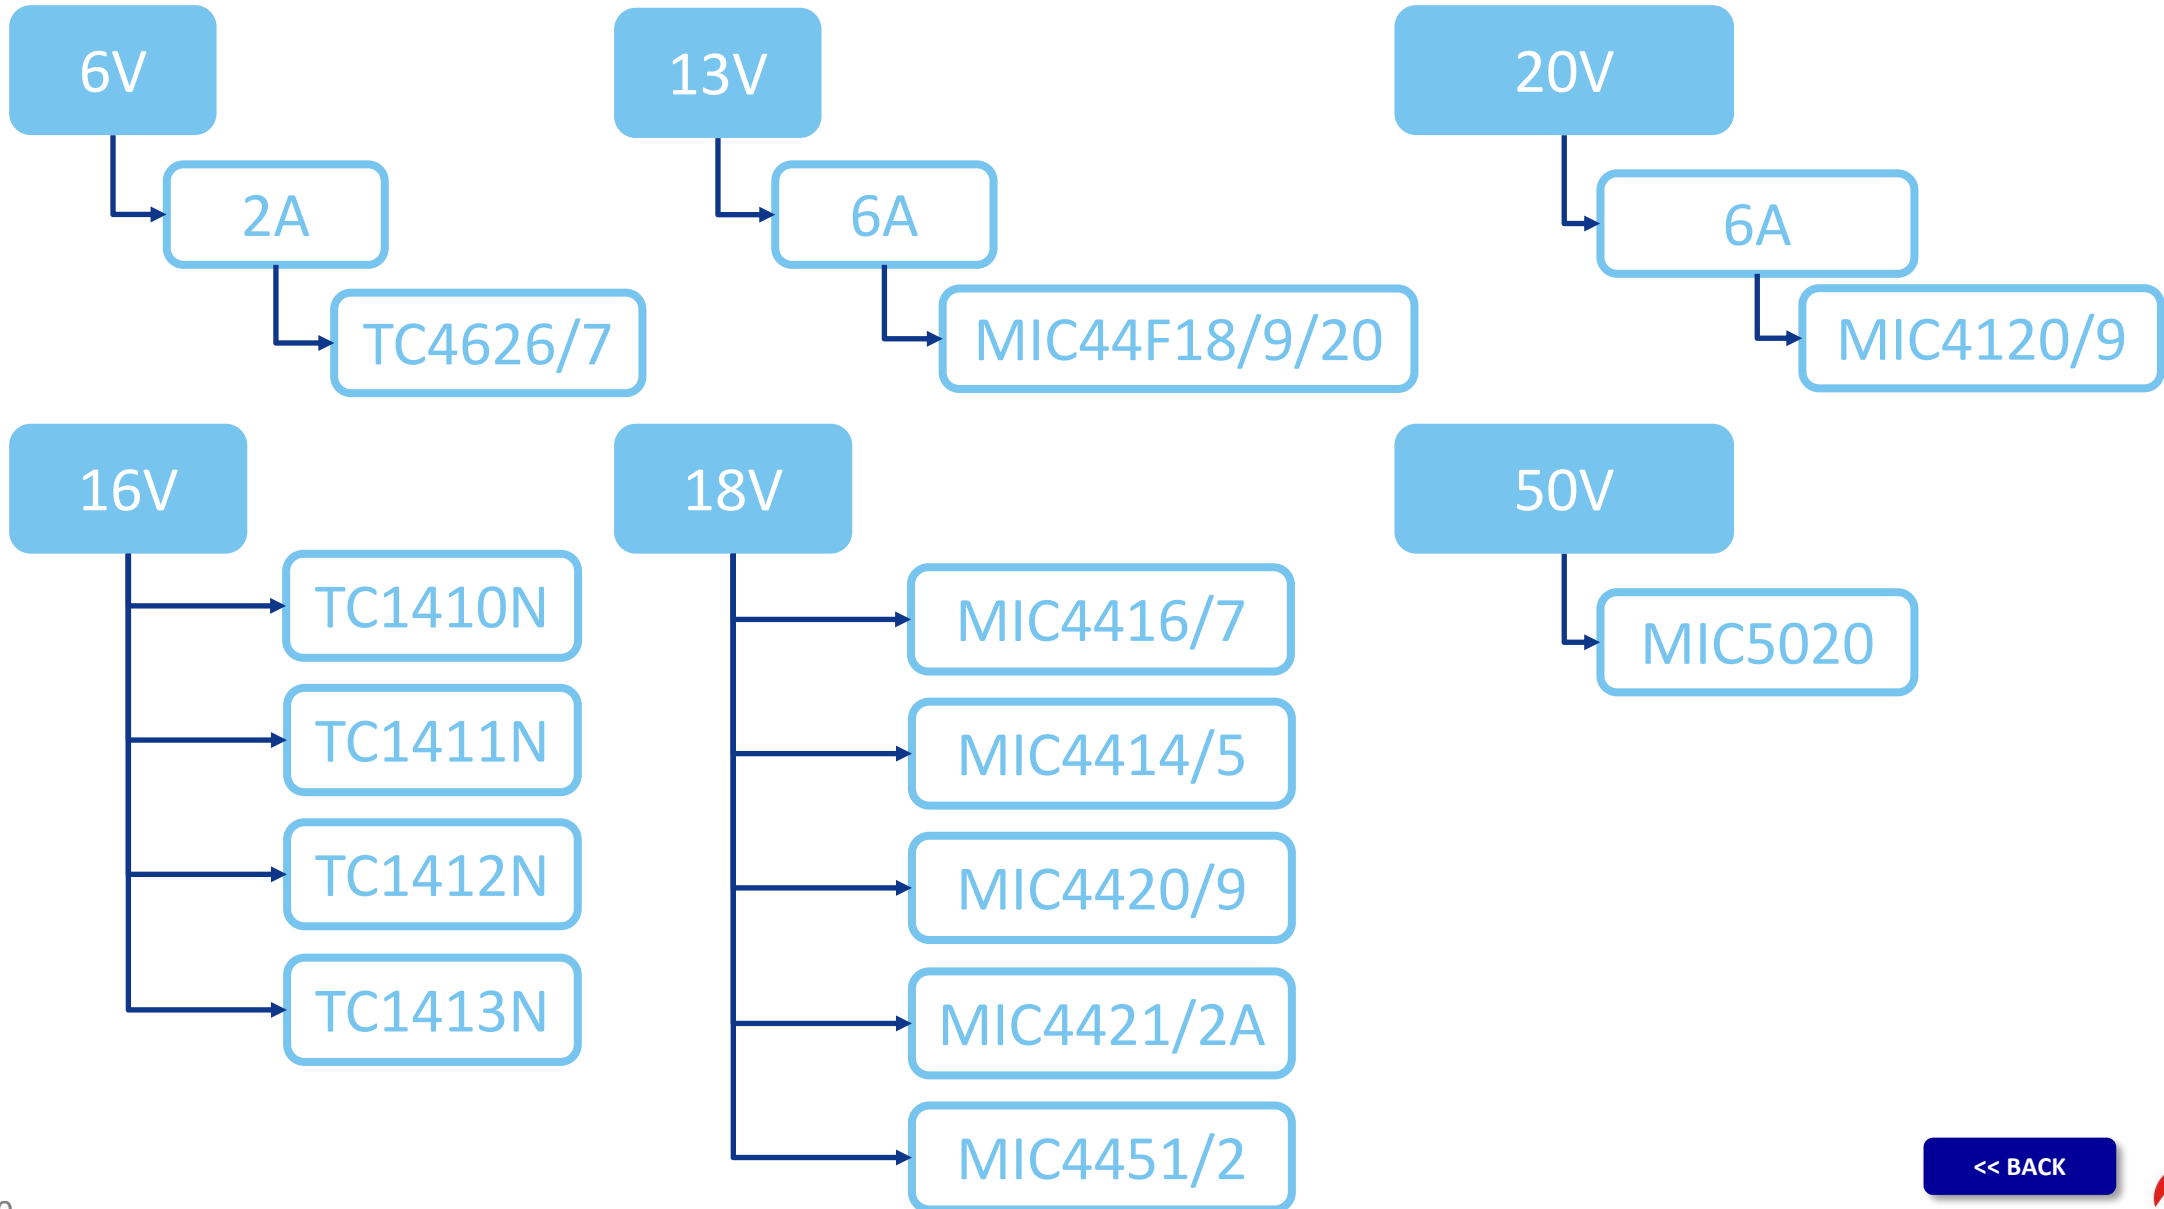 6V
2A
TC4626/7
13V
6A
MIC44F18/9/20
20V
6A
MIC4120/9
16V
TC1410N
TC1411N
TC1412N
TC1413N
18V
MIC4416/7
MIC4414/5
MIC4420/9
MIC4421/2A
MIC4451/2
50V
MIC5020
<< BACK